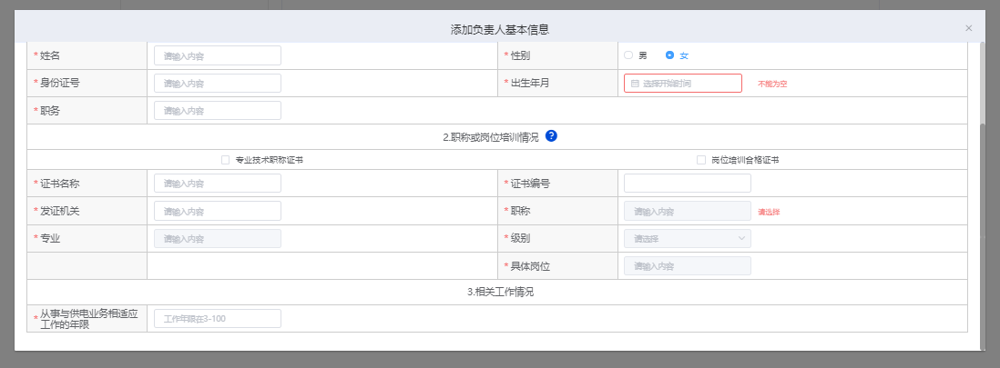 添加负责人基本信息
* 姓名 请输入内容 * 性别 男 女
* 身份证号 请输入内容 * 出生年月 选择开始时间 不能为空
* 职务 请输入内容
2.职称或岗位培训情况 ?
专业技术职称证书 岗位培训合格证书
* 证书名称 请输入内容 * 证书编号
* 发证机关 请输入内容 * 职称 请输入内容 请选择
* 专业 请输入内容 * 级别 请选择
* 具体岗位 请输入内容
3.相关工作情况
* 从事与供电业务相适应
工作的年限 工作年限在3-100